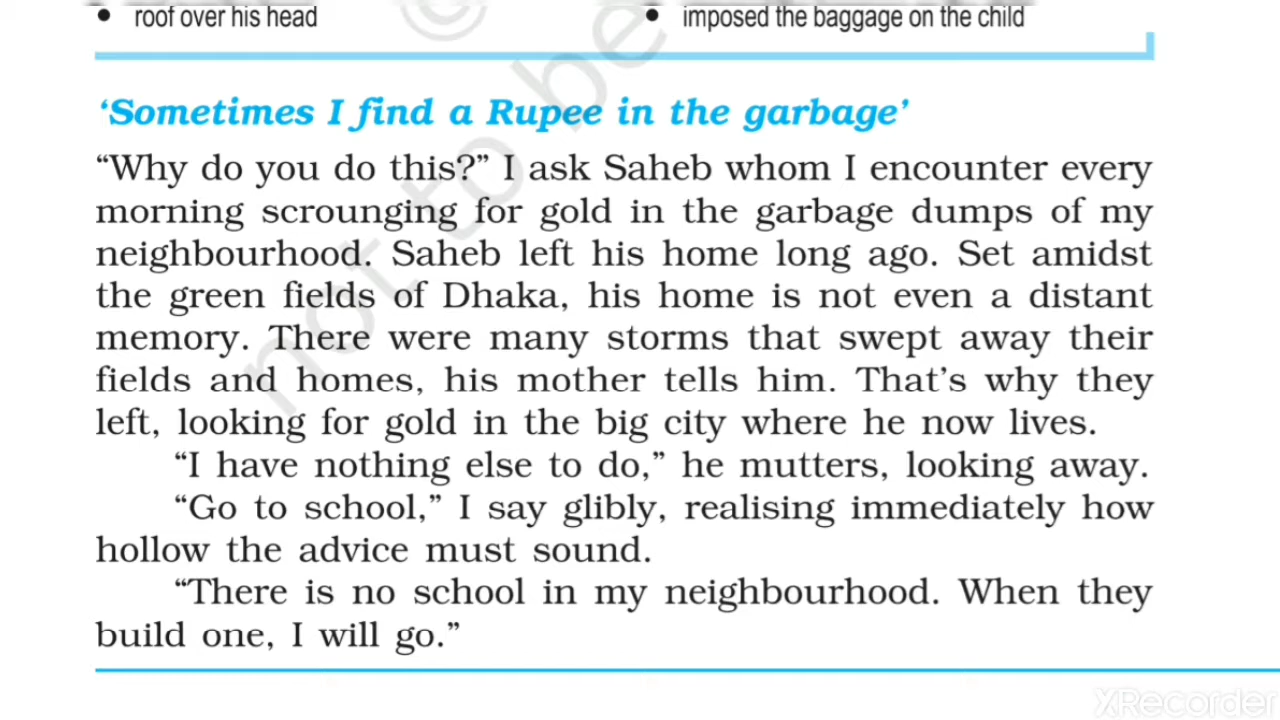 • roof over his head • imposed the baggage on the child
‘Sometimes I find a Rupee in the garbage’
“Why do you do this?” I ask Saheb whom I encounter every
morning scrounging for gold in the garbage dumps of my
neighbourhood. Saheb left his home long ago. Set amidst
the green fields of Dhaka, his home is not even a distant
memory. There were many storms that swept away their
fields and homes, his mother tells him. That’s why they
left, looking for gold in the big city where he now lives.
“I have nothing else to do,” he mutters, looking away.
“Go to school,” I say glibly, realising immediately how
hollow the advice must sound.
“There is no school in my neighbourhood. When they
build one, I will go.”
©
not to be
XRecorder